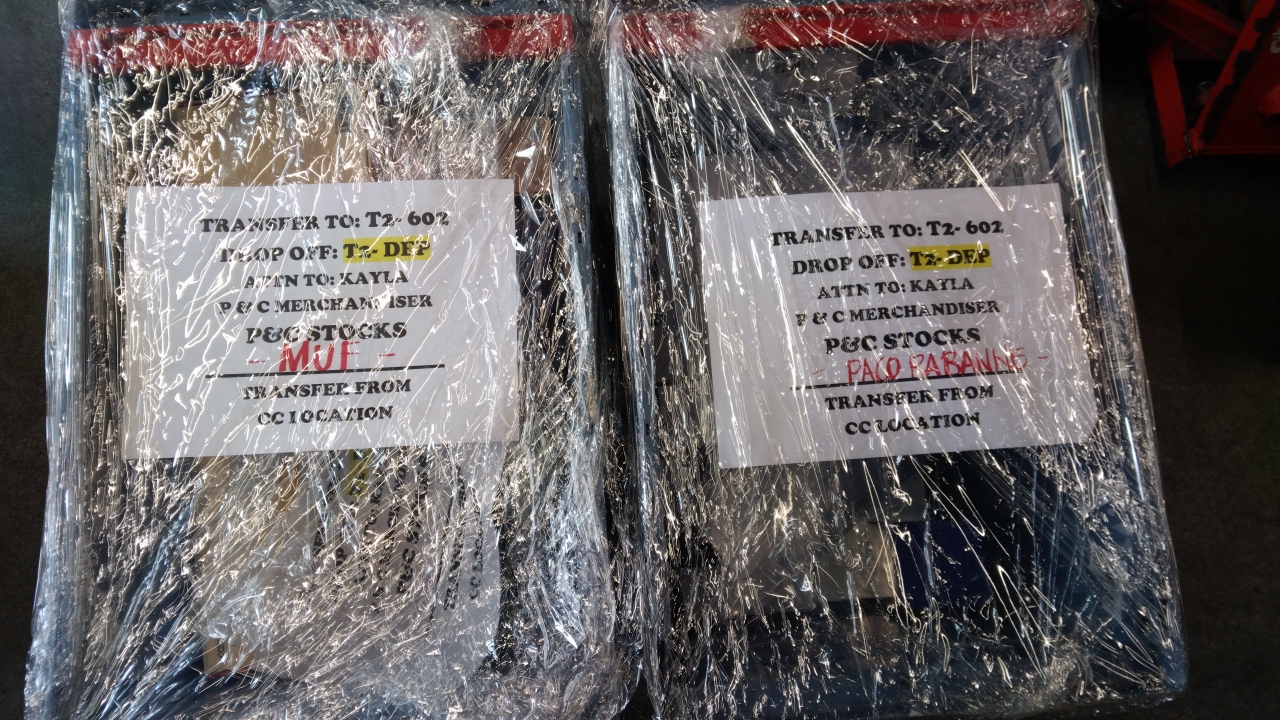 TRANSFER TO: T2- 602
DROP OFF: T2- DEP
ATTN TO: KAYLA
P & C MERCHANDISER
P&C STOCKS
- MUF -
TRANSFER FROM
CC LOCATION
TRANSFER TO: T2- 602
DROP OFF: T2- DEP
ATTN TO: KAYLA
P & C MERCHANDISER
P&C STOCKS
- PACO RABANNE -
TRANSFER FROM
CC LOCATION